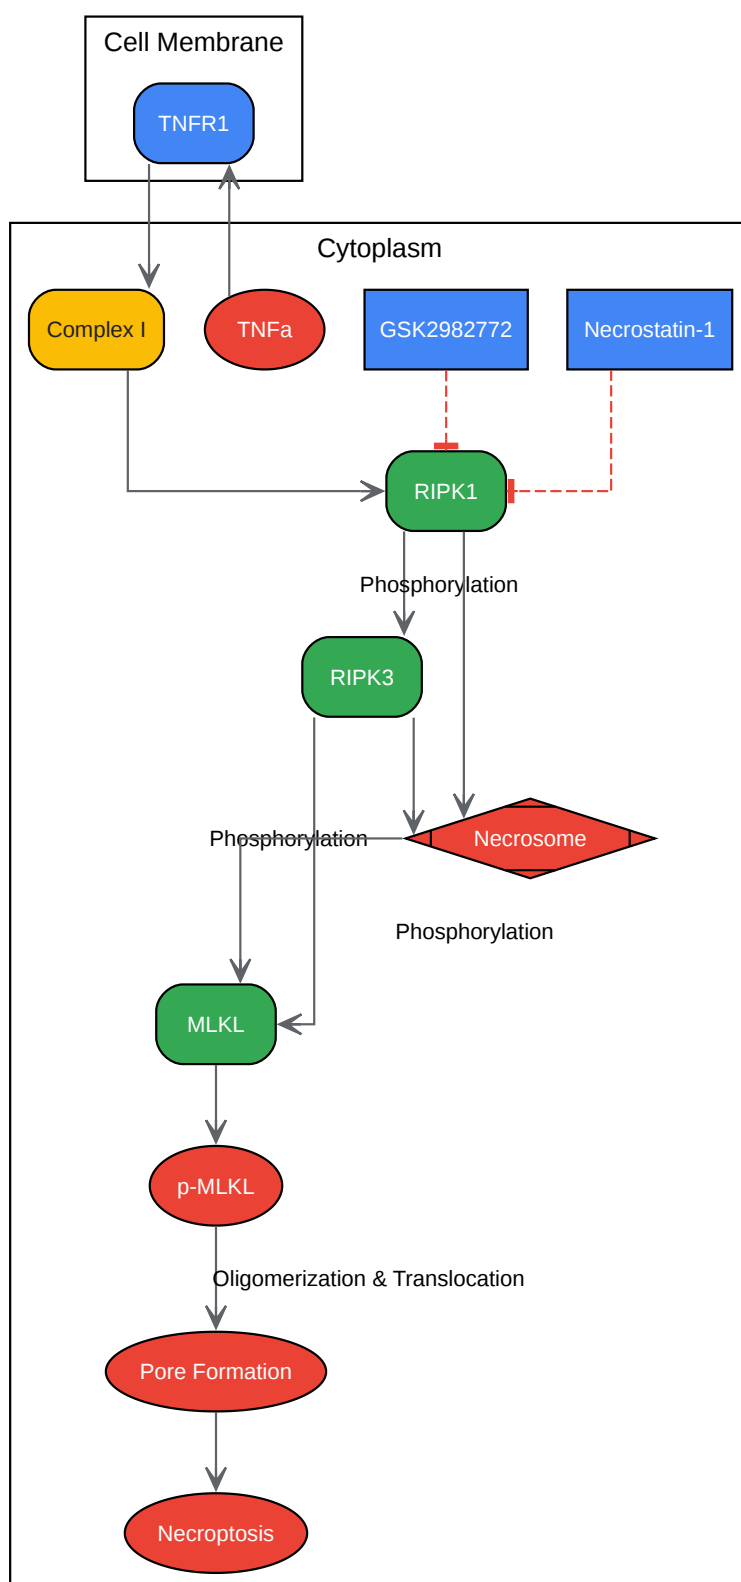 Cell Membrane
TNFR1
Cytoplasm
Complex I
TNFa
GSK2982772
Necrostatin-1
RIPK1
Phosphorylation
RIPK3
Phosphorylation
Necrosome
Phosphorylation
MLKL
p-MLKL
Oligomerization & Translocation
Pore Formation
Necroptosis